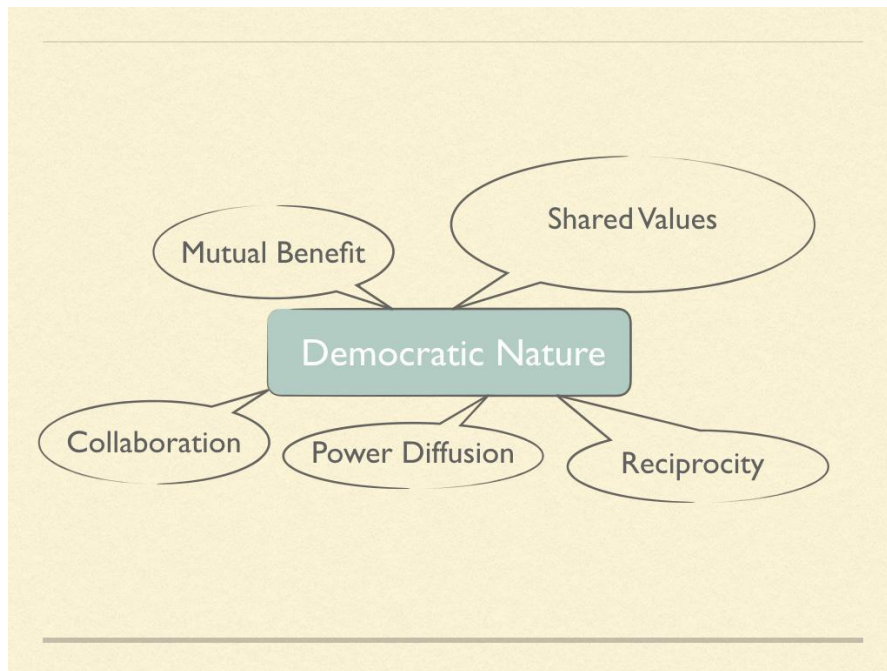 Shared Values
Mutual Benefit
Democratic Nature
Collaboration
Power Diffusion
Reciprocity